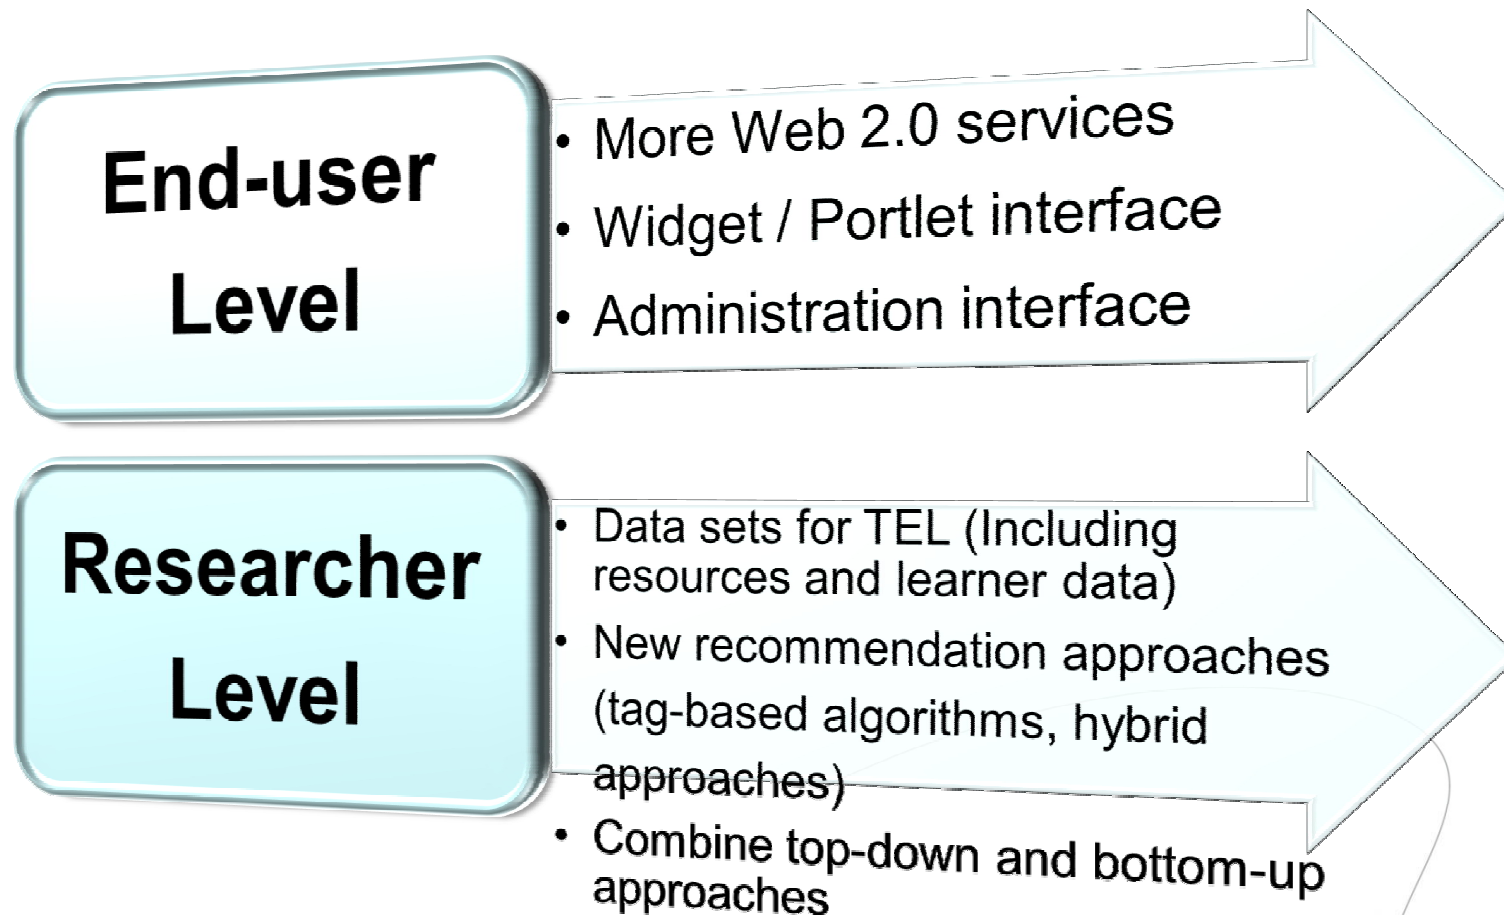 End-user
Level
• More Web 2.0 services
• Widget / Portlet interface
• Administration interface
Researcher
Level
• Data sets for TEL (Including
resources and learner data)
• New recommendation approaches
(tag-based algorithms, hybrid
approaches)
• Combine top-down and bottom-up
approaches